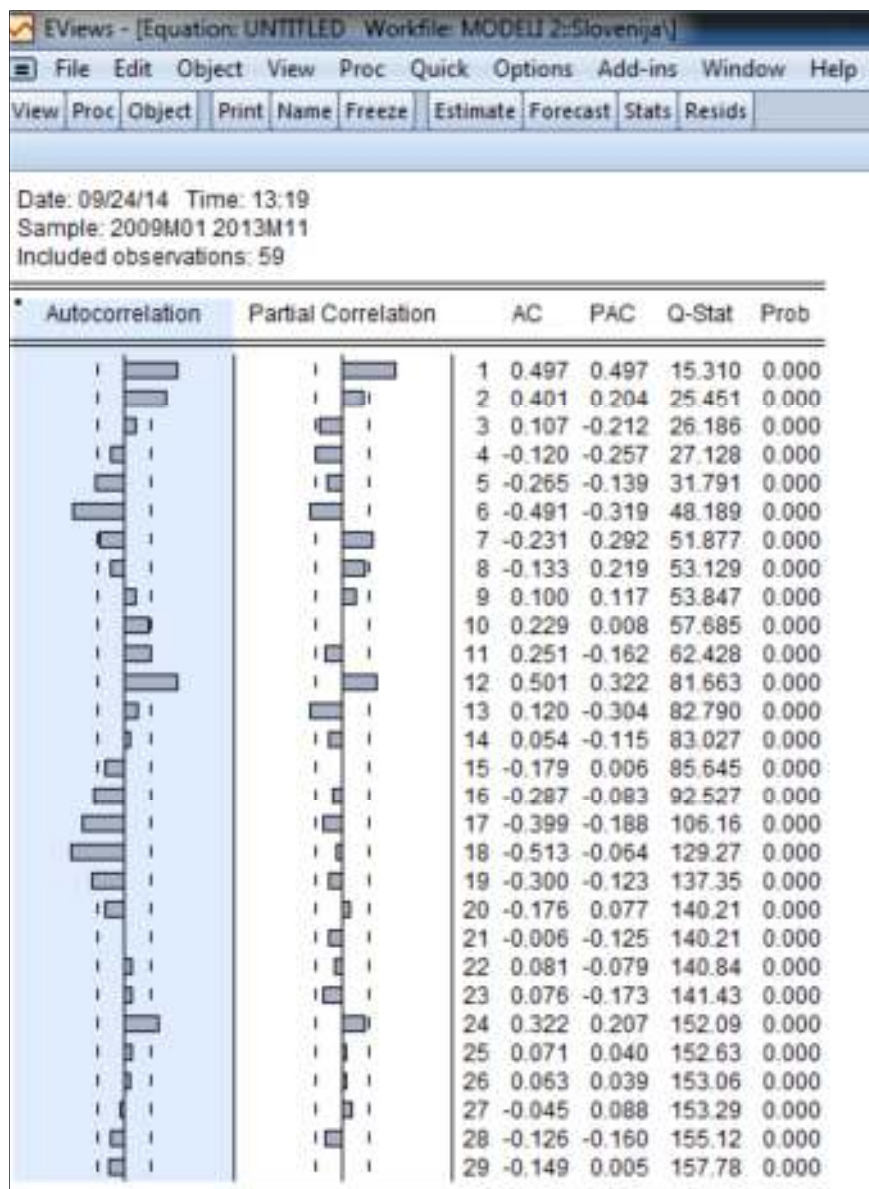 EViews - [Equation: UNTITLED Workfile: MODELI 2::Slovenija\]
File Edit Object View Proc Quick Options Add-ins Window Help
View Proc Object Print Name Freeze Estimate Forecast Stats Resids
Date: 09/24/14 Time: 13:19
Sample: 2009M01 2013M11
Included observations: 59
Autocorrelation Partial Correlation AC PAC Q-Stat Prob
1 0.497 0.497 15.310 0.000
2 0.401 0.204 25.451 0.000
3 0.107 -0.212 26.186 0.000
4 -0.120 -0.257 27.128 0.000
5 -0.265 -0.139 31.791 0.000
6 -0.491 -0.319 48.189 0.000
7 -0.231 0.292 51.877 0.000
8 -0.133 0.219 53.129 0.000
9 0.100 0.117 53.847 0.000
10 0.229 0.008 57.685 0.000
11 0.251 -0.162 62.428 0.000
12 0.501 0.322 81.663 0.000
13 0.120 -0.304 82.790 0.000
14 0.054 -0.115 83.027 0.000
15 -0.179 0.006 85.645 0.000
16 -0.287 -0.083 92.527 0.000
17 -0.399 -0.188 106.16 0.000
18 -0.513 -0.064 129.27 0.000
19 -0.300 -0.123 137.35 0.000
20 -0.176 0.077 140.21 0.000
21 -0.006 -0.125 140.21 0.000
22 0.081 -0.079 140.84 0.000
23 0.076 -0.173 141.43 0.000
24 0.322 0.207 152.09 0.000
25 0.071 0.040 152.63 0.000
26 0.063 0.039 153.06 0.000
27 -0.045 0.088 153.29 0.000
28 -0.126 -0.160 155.12 0.000
29 -0.149 0.005 157.78 0.000